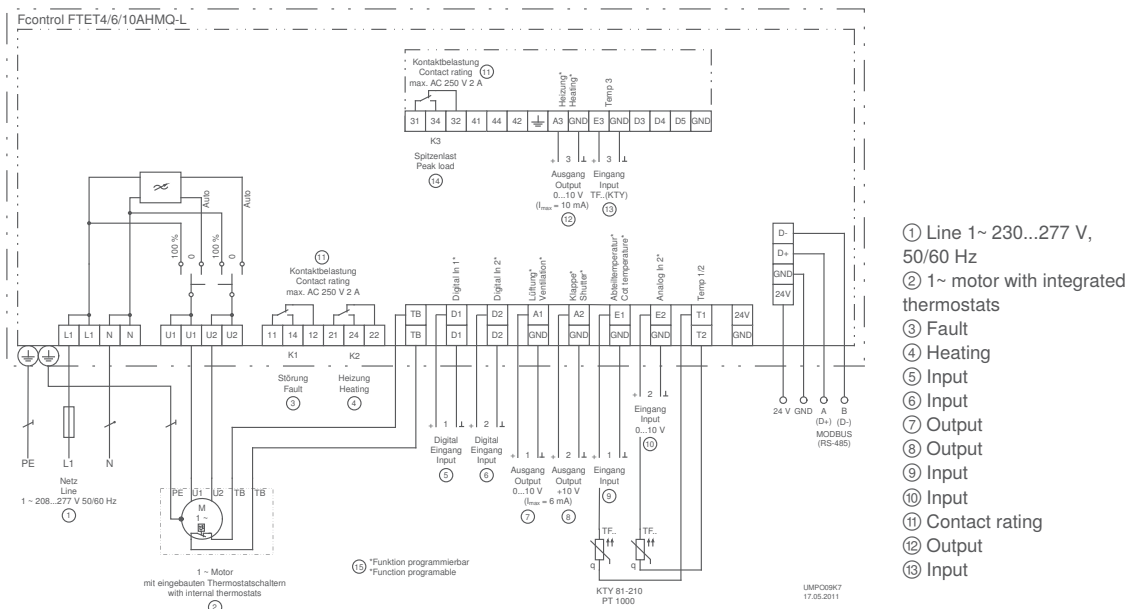 Fcontrol FTET4/6/10AHMQ-L
Kontaktbelastung
Contact rating
max. AC 250 V 2 A
⑪
Heizung*
Heating*
Temp 3
31 34 32 41 44 42 A3 GND E3 GND D3 D4 D5 GND
K3
Spitzenlast
Peak load
⑭
+ 3 ⊥
Ausgang
Output
0...10 V
(Imax = 10 mA)
⑫
+ 3 ⊥
Eingang
Input
TF..(KTY)
⑬
Auto
Auto
100 %
0
100 %
0
⑪
Kontaktbelastung
Contact rating
max. AC 250 V 2 A
Digital In 1*
Digital In 2*
Lüftung*
Ventilation*
Klappe*
Shutter*
Abteiltemperatur*
Cdt temperature*
Analog In 2*
Temp 1/2
D-
D+
GND
24V
L1 L1 N N U1 U1 U2 U2 11 14 12 21 24 22
TB D1 D2 A1 A2 E1 E2 T1 24V
TB D1 D2 GND GND GND GND T2 GND
K1
Störung
Fault
③
K2
Heizung
Heating
④
+ 1 ⊥
Digital
Eingang
Input
⑤
+ 2 ⊥
Digital
Eingang
Input
⑥
+ 1 ⊥
Ausgang
Output
0...10 V
(Imax = 6 mA)
⑦
+ 2 ⊥
Ausgang
Output
+10 V
⑧
+ 1 ⊥
Eingang
Input
⑨
+ 2 ⊥
Eingang
Input
0...10 V
⑩
24 V GND A B
(D+) (D-)
MODBUS
(RS-485)
PE L1 N
Netz
Line
1 ~ 208...277 V 50/60 Hz
①
PE U1 U2 TB TB
M
1 ~
1 ~ Motor
mit eingebauten Thermostatschaltern
with internal thermostats
②
⑮ *Funktion programmierbar
*Function programable
TF..
q
TF..
q
KTY 81-210
PT 1000
UMPO09K7
17.05.2011
① Line 1~ 230...277 V,
50/60 Hz
② 1~ motor with integrated
thermostats
③ Fault
④ Heating
⑤ Input
⑥ Input
⑦ Output
⑧ Output
⑨ Input
⑩ Input
⑪ Contact rating
⑫ Output
⑬ Input